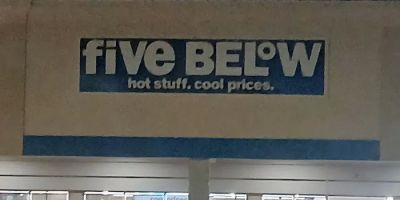 five BELoW
hot stuff. cool prices.